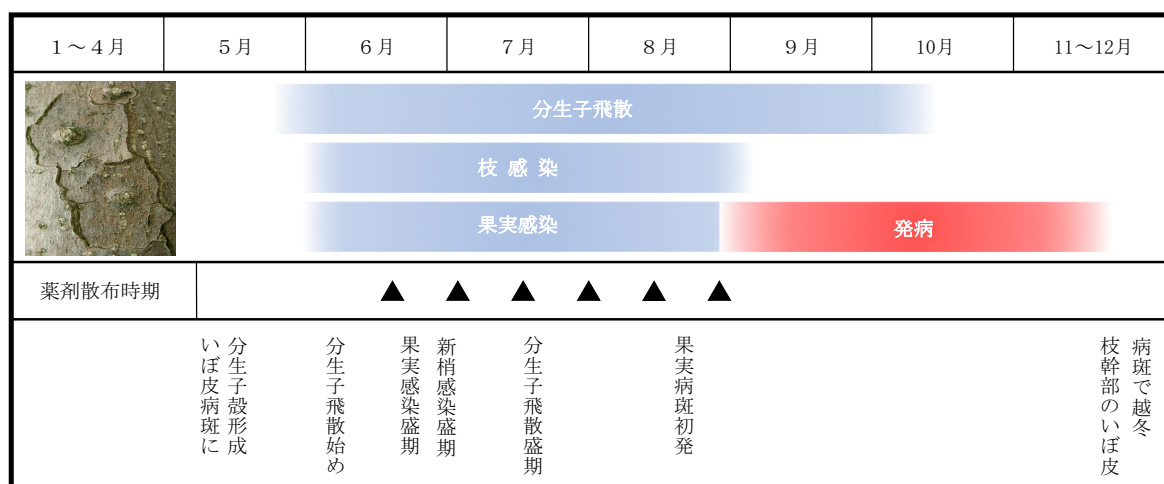 1～4月
5月
6月
7月
8月
9月
10月
11～12月
分生子飛散
枝 感 染
果実感染
発病
薬剤散布時期
▲ ▲ ▲ ▲ ▲ ▲
いぼ皮病斑に
分生子殻形成
分生子飛散始め
果実感染盛期
新梢感染盛期
分生子飛散盛期
果実病斑初発
枝幹部のいぼ皮
病斑で越冬